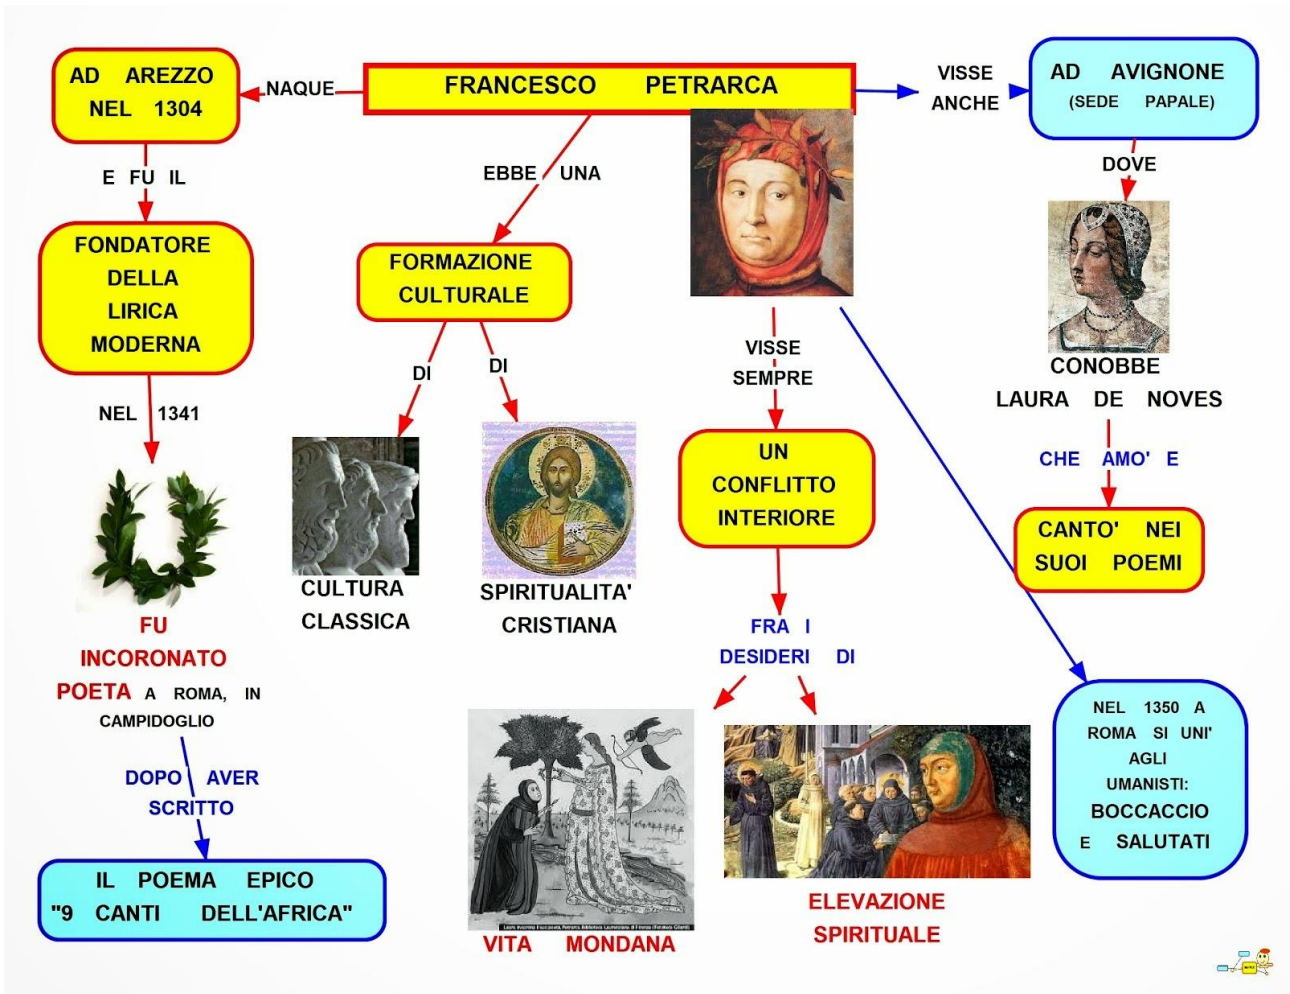 FRANCESCO PETRARCA
NAQUE
AD AREZZO
NEL 1304
E FU IL
FONDATORE
DELLA
LIRICA
MODERNA
NEL 1341
FU
INCORONATO
POETA A ROMA, IN
CAMPIDOGLIO
DOPO AVER
SCRITTO
IL POEMA EPICO
"9 CANTI DELL'AFRICA"
EBBE UNA
FORMAZIONE
CULTURALE
DI
CULTURA
CLASSICA
DI
SPIRITUALITA'
CRISTIANA
VISSE
SEMPRE
UN
CONFLITTO
INTERIORE
FRA I
DESIDERI DI
VITA MONDANA
ELEVAZIONE
SPIRITUALE
VISSE
ANCHE
AD AVIGNONE
(SEDE PAPALE)
DOVE
CONOBBE
LAURA DE NOVES
CHE AMO' E
CANTO' NEI
SUOI POEMI
NEL 1350 A
ROMA SI UNI'
AGLI
UMANISTI:
BOCCACCIO
E SALUTATI